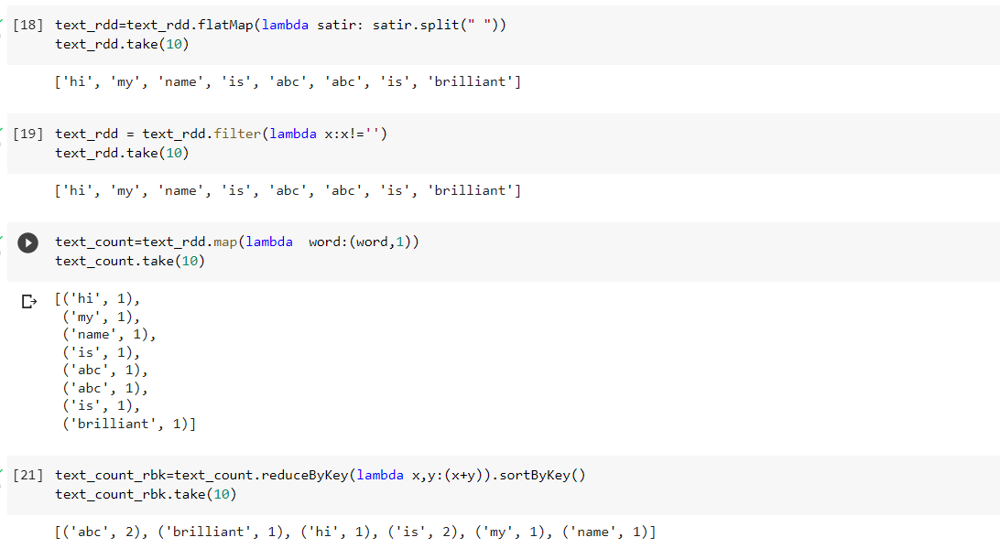 [18] text_rdd=text_rdd.flatMap(lambda satir: satir.split(" "))
text_rdd.take(10)
['hi', 'my', 'name', 'is', 'abc', 'abc', 'is', 'brilliant']
[19] text_rdd = text_rdd.filter(lambda x:x!='')
text_rdd.take(10)
['hi', 'my', 'name', 'is', 'abc', 'abc', 'is', 'brilliant']
text_count=text_rdd.map(lambda  word:(word,1))
text_count.take(10)
[('hi', 1),
('my', 1),
('name', 1),
('is', 1),
('abc', 1),
('abc', 1),
('is', 1),
('brilliant', 1)]
[21] text_count_rbk=text_count.reduceByKey(lambda x,y:(x+y)).sortByKey()
text_count_rbk.take(10)
[('abc', 2), ('brilliant', 1), ('hi', 1), ('is', 2), ('my', 1), ('name', 1)]